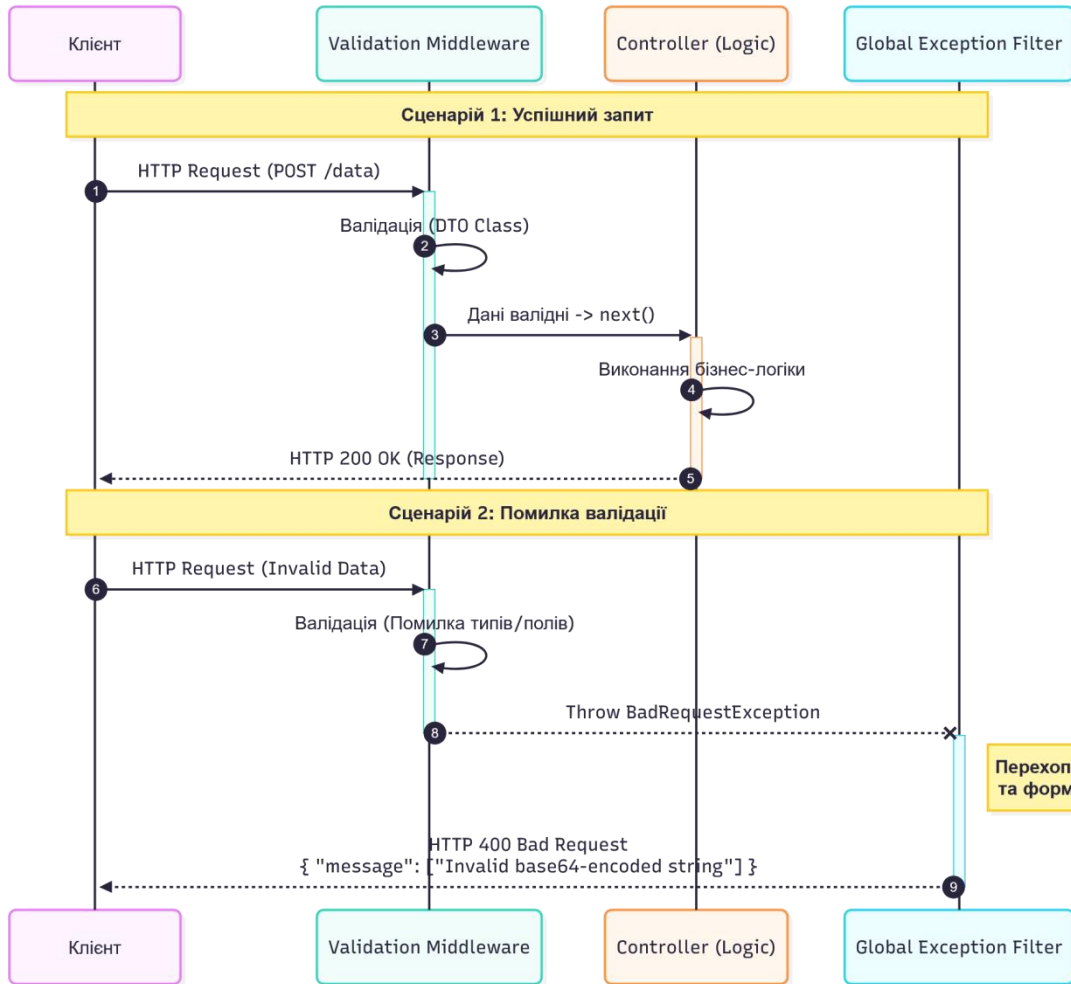 Клієнт
Validation Middleware
Controller (Logic)
Global Exception Filter
Сценарій 1: Успішний запит
HTTP Request (POST /data)
1
Валідація (DTO Class)
2
Дані валідні -> next()
3
Виконання бізнес-логіки
4
HTTP 200 OK (Response)
5
Сценарій 2: Помилка валідації
HTTP Request (Invalid Data)
6
Валідація (Помилка типів/полів)
7
Throw BadRequestException
8
та
HTTP 400 Bad Request
{ "message": ["Invalid base64-encoded string"] }
9
Клієнт
Validation Middleware
Controller (Logic)
Global Exception Filter